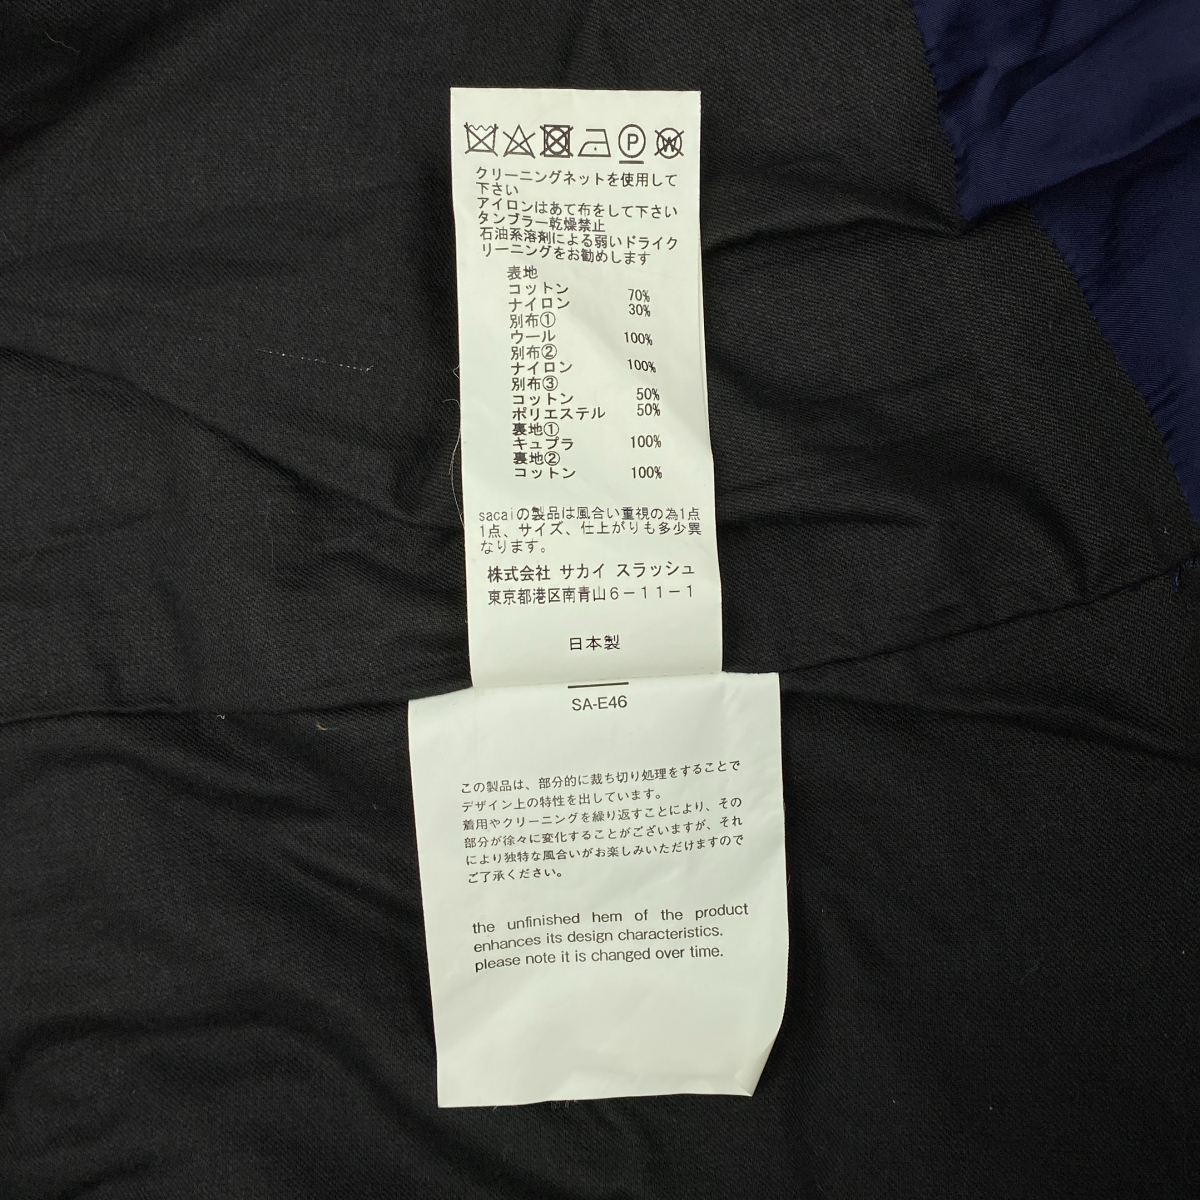 クリーニングネットを使用して
下さい
アイロンはあて布をして下さい
タンブラー乾燥禁止
石油系溶剤による弱いドライク
リーニングをお勧めします
表地
コットン 70%
ナイロン 30%
別布①
ウール 100%
別布②
ナイロン 100%
別布③
コットン 50%
ポリエステル 50%
裏地①
キュプラ 100%
裏地②
コットン 100%
sacaiの製品は風合い重視の為1点
1点、サイズ、仕上がりも多少異
なります。
株式会社 サカイ スラッシュ
東京都港区南青山6-11-1
日本製
SA-E46
この製品は、部分的に裁ち切り処理をすることで
デザイン上の特性を出しています。
着用やクリーニングを繰り返すことにより、その
部分が徐々に変化することがございますが、それ
により独特な風合いがお楽しみいただけますので
ご了承ください。
the unfinished hem of the product
enhances its design characteristics.
please note it is changed over time.